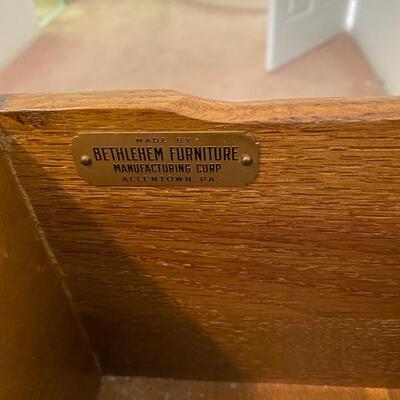 MADE BY
BETHLEHEM FURNITURE
MANUFACTURING CORP.
ALLENTOWN, PA.